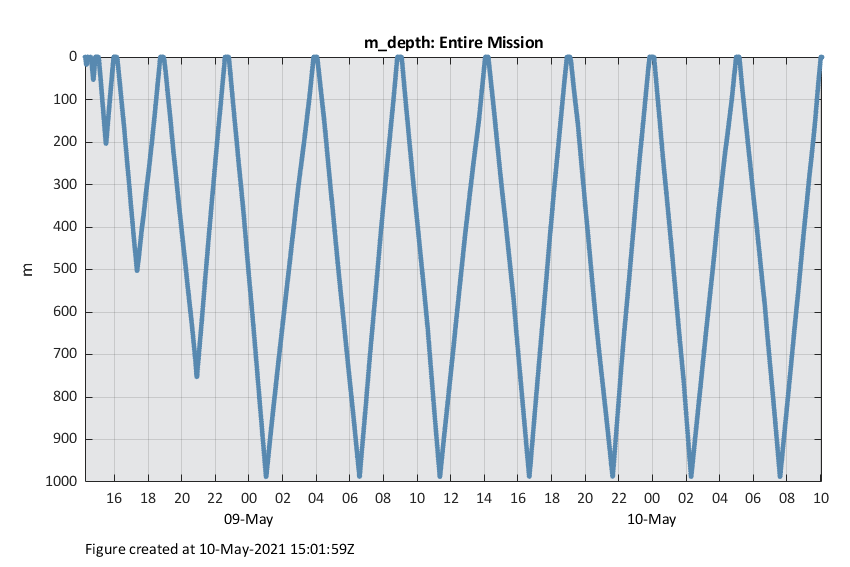 m_depth: Entire Mission
0
100
200
300
400
500
600
700
800
900
1000
m
16 18 20 22 00 02 04 06 08 10 12 14 16 18 20 22 00 02 04 06 08 10
09-May 10-May
Figure created at 10-May-2021 15:01:59Z